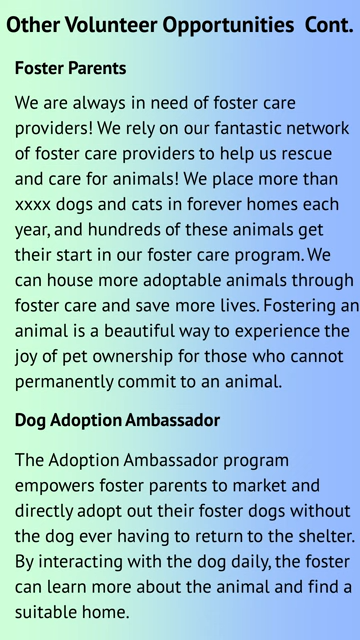 Other Volunteer Opportunities Cont.
Foster Parents
We are always in need of foster care
providers! We rely on our fantastic network
of foster care providers to help us rescue
and care for animals! We place more than
xxxx dogs and cats in forever homes each
year, and hundreds of these animals get
their start in our foster care program. We
can house more adoptable animals through
foster care and save more lives. Fostering an
animal is a beautiful way to experience the
joy of pet ownership for those who cannot
permanently commit to an animal.
Dog Adoption Ambassador
The Adoption Ambassador program
empowers foster parents to market and
directly adopt out their foster dogs without
the dog ever having to return to the shelter.
By interacting with the dog daily, the foster
can learn more about the animal and find a
suitable home.